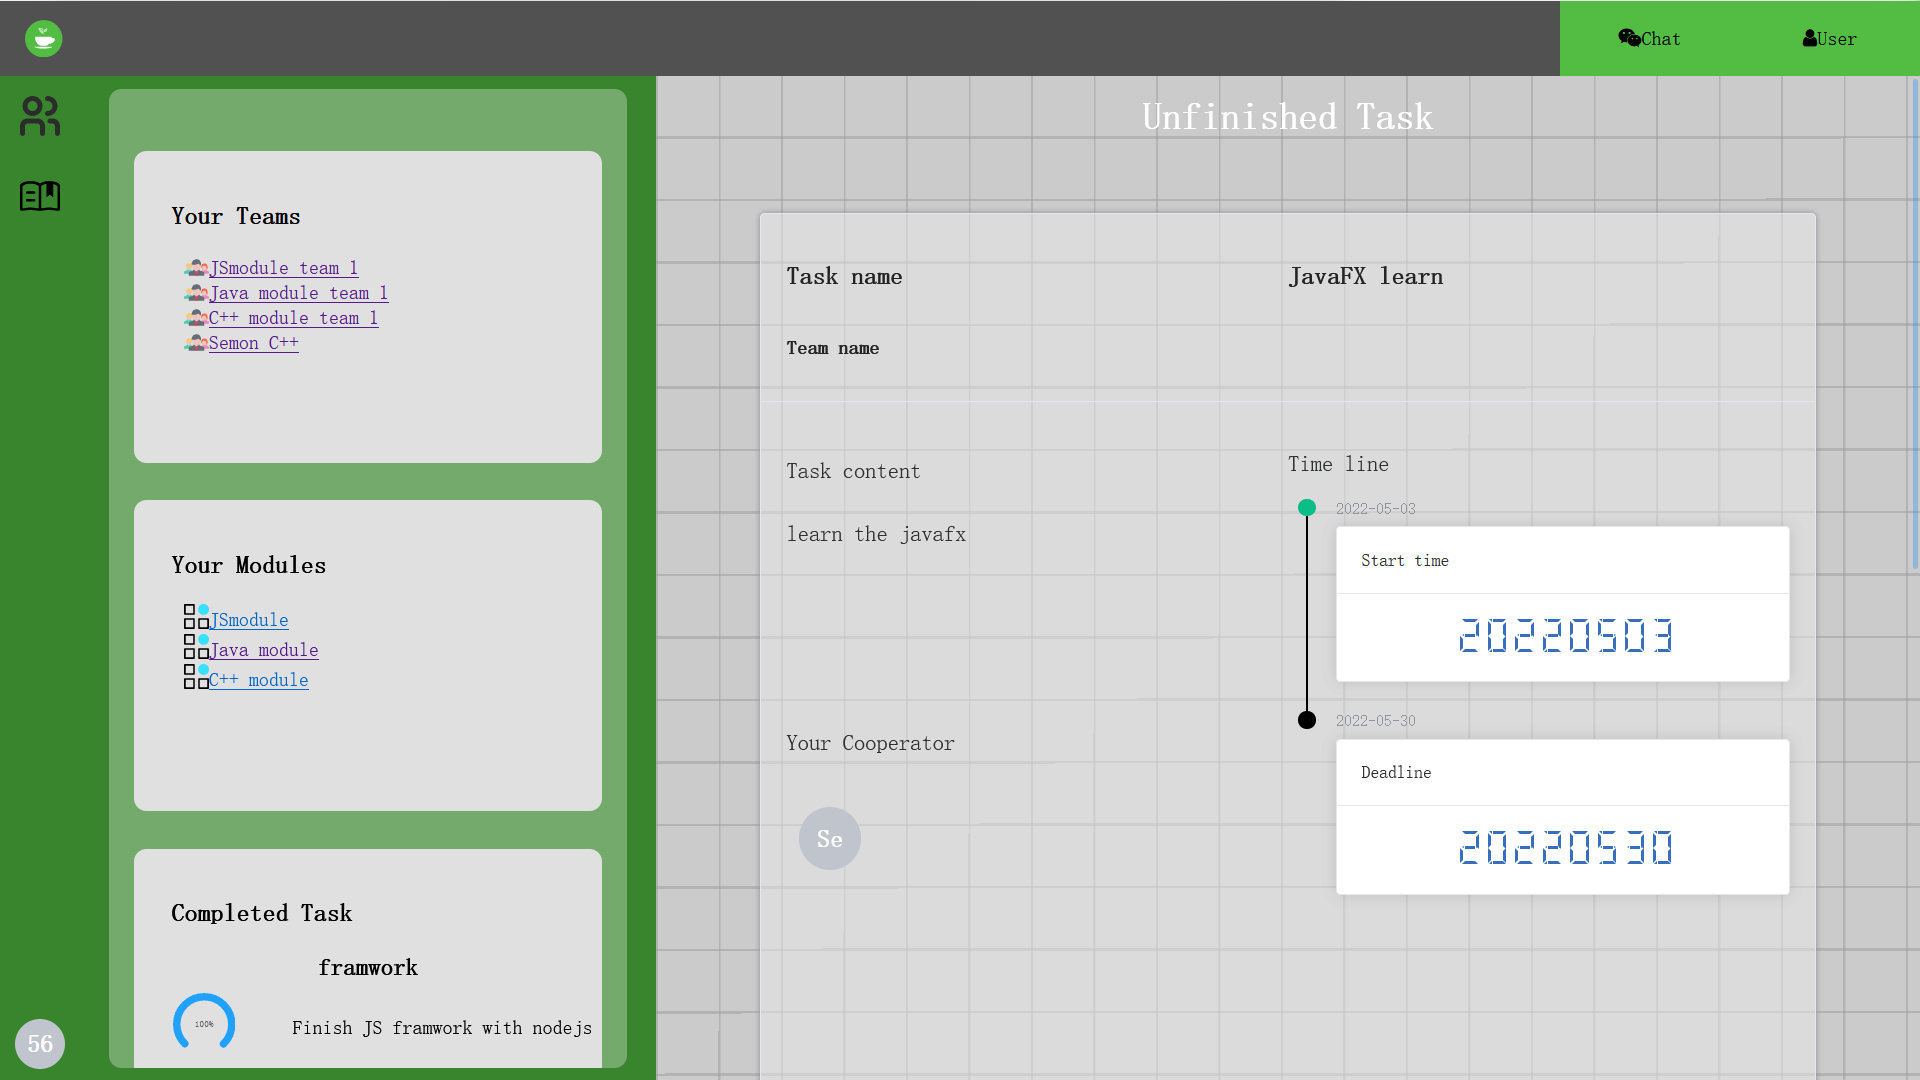 Chat
User
Your Teams
JSmodule team 1
Java module team 1
C++ module team 1
Semon C++
Your Modules
JSmodule
Java module
C++ module
Completed Task
framwork
100%
Finish JS framwork with nodejs
56
Unfinished Task
Task name
JavaFX learn
Team name
Task content
learn the javafx
Your Cooperator
Se
Time line
2022-05-03
Start time
20220503
2022-05-30
Deadline
20220530